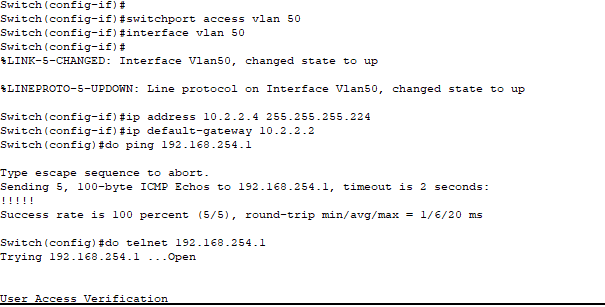 Switch(config-if)#
Switch(config-if)#switchport access vlan 50
Switch(config-if)#interface vlan 50
Switch(config-if)#
%LINK-5-CHANGED: Interface Vlan50, changed state to up
%LINEPROTO-5-UPDOWN: Line protocol on Interface Vlan50, changed state to up
Switch(config-if)#ip address 10.2.2.4 255.255.255.224
Switch(config-if)#ip default-gateway 10.2.2.2
Switch(config)#do ping 192.168.254.1
Type escape sequence to abort.
Sending 5, 100-byte ICMP Echos to 192.168.254.1, timeout is 2 seconds:
!!!!!
Success rate is 100 percent (5/5), round-trip min/avg/max = 1/6/20 ms
Switch(config)#do telnet 192.168.254.1
Trying 192.168.254.1 ...Open
User Access Verification